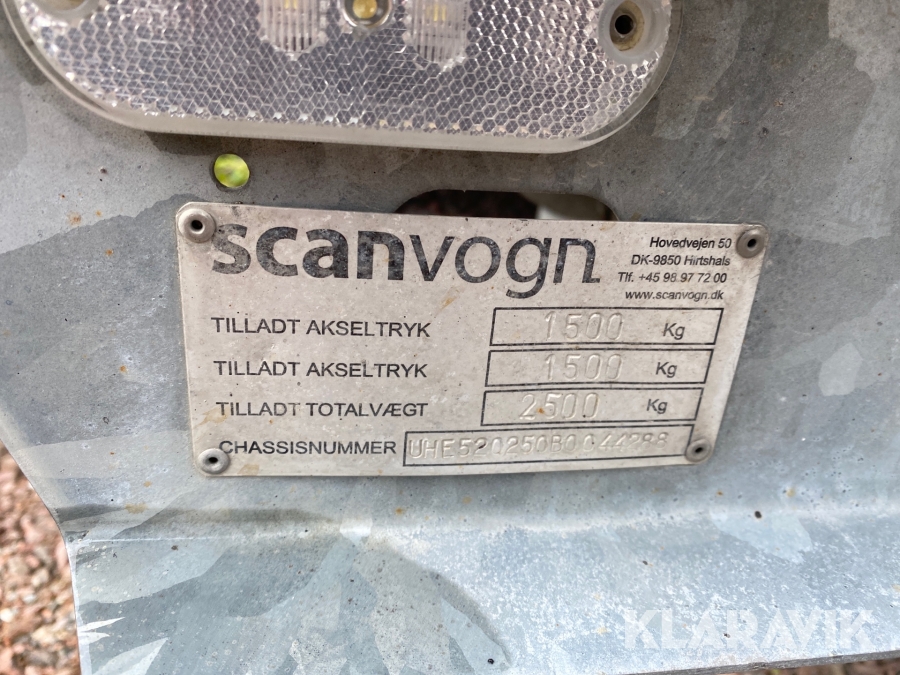 scanvogn
Hovedvejen 50
DK-9850 Hirtshals
Tlf. +45 98 97 72 00
www.scanvogn.dk
TILLADT AKSELTRYK 1500 Kg
TILLADT AKSELTRYK 1500 Kg
TILLADT TOTALVÆGT 2500 Kg
CHASSISNUMMER
KLARAVIK